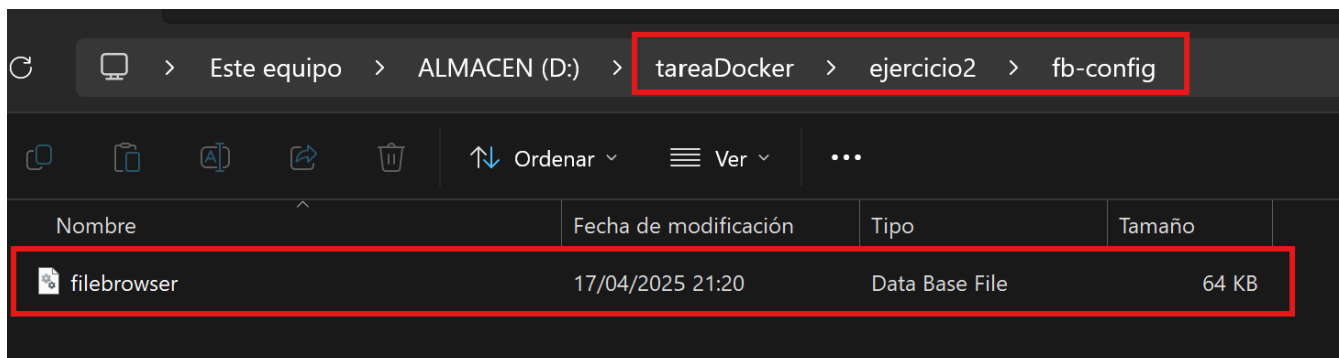 Este equipo > ALMACEN (D:) > tareaDocker > ejercicio2 > fb-config
Ordenar Ver •••
Nombre Fecha de modificación Tipo Tamaño
filebrowser 17/04/2025 21:20 Data Base File 64 KB